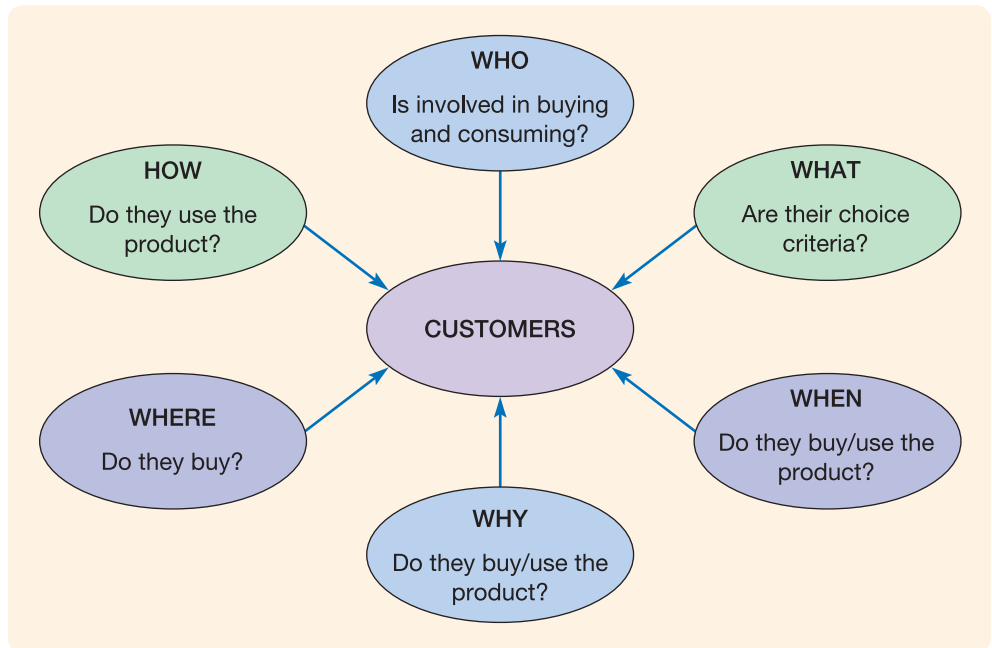 WHO
Is involved in buying
and consuming?
HOW
Do they use the
product?
WHAT
Are their choice
criteria?
CUSTOMERS
WHERE
Do they buy?
WHEN
Do they buy/use the
product?
WHY
Do they buy/use the
product?